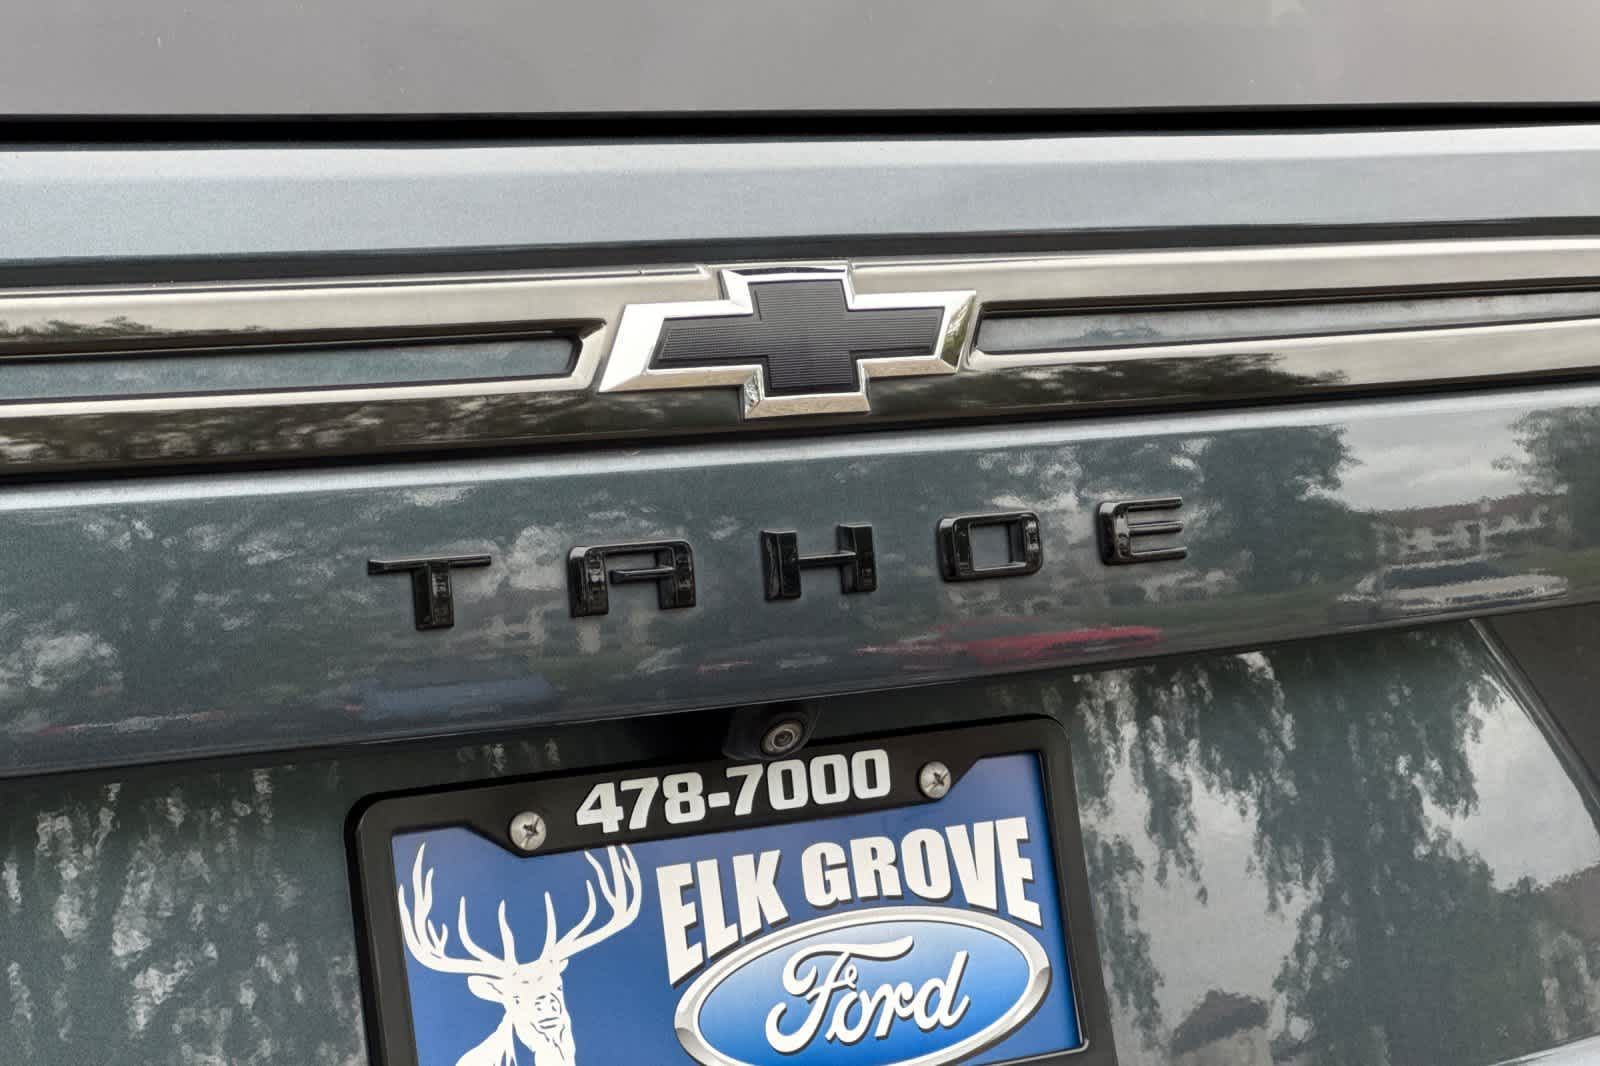 TAHOE
478-7000
ELK GROVE
Ford